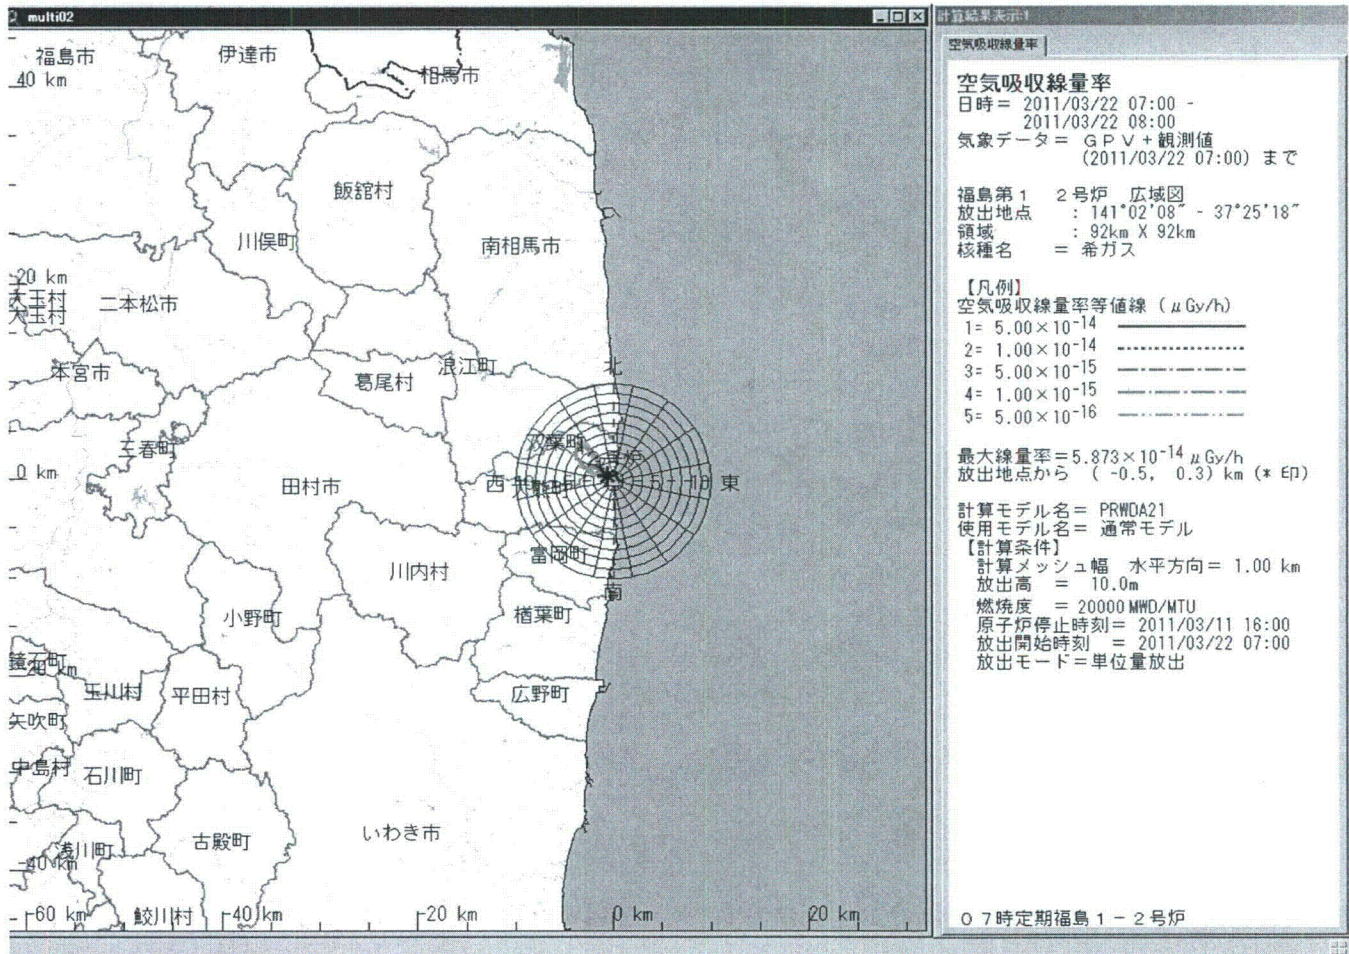 multi02
福島市
伊達市
相馬市
40 km
飯舘村
川俣町
南相馬市
20 km
大玉村
二本松市
大玉村
本宮市
葛尾村
浪江町
北
三春町
双葉町
号炉
0 km
田村市
西
東
富岡町
川内村
南
小野町
楢葉町
鏡石町
-20 km
玉川村
平田村
広野町
矢吹町
中島村
石川町
いわき市
古殿町
浅川町
-40 km
鮫川村
-60 km
-40 km
-20 km
0 km
20 km
計算結果表示:1
空気吸収線量率
空気吸収線量率
日時＝ 2011/03/22 07:00 -
2011/03/22 08:00
気象データ＝ ＧＰＶ＋観測値
(2011/03/22 07:00) まで
福島第１ ２号炉 広域図
放出地点 : 141°02'08" - 37°25'18"
領域 : 92km X 92km
核種名 ＝ 希ガス
【凡例】
空気吸収線量率等値線 (μGy/h)
1= 5.00×10⁻¹⁴
2= 1.00×10⁻¹⁴
3= 5.00×10⁻¹⁵
4= 1.00×10⁻¹⁵
5= 5.00×10⁻¹⁶
最大線量率＝5.873×10⁻¹⁴ μGy/h
放出地点から ( -0.5, 0.3) km (* 印)
計算モデル名＝ PRWDA21
使用モデル名＝ 通常モデル
【計算条件】
計算メッシュ幅 水平方向＝ 1.00 km
放出高 ＝ 10.0m
燃焼度 ＝ 20000MWD/MTU
原子炉停止時刻＝ 2011/03/11 16:00
放出開始時刻 ＝ 2011/03/22 07:00
放出モード＝単位量放出
０７時定期福島１－２号炉